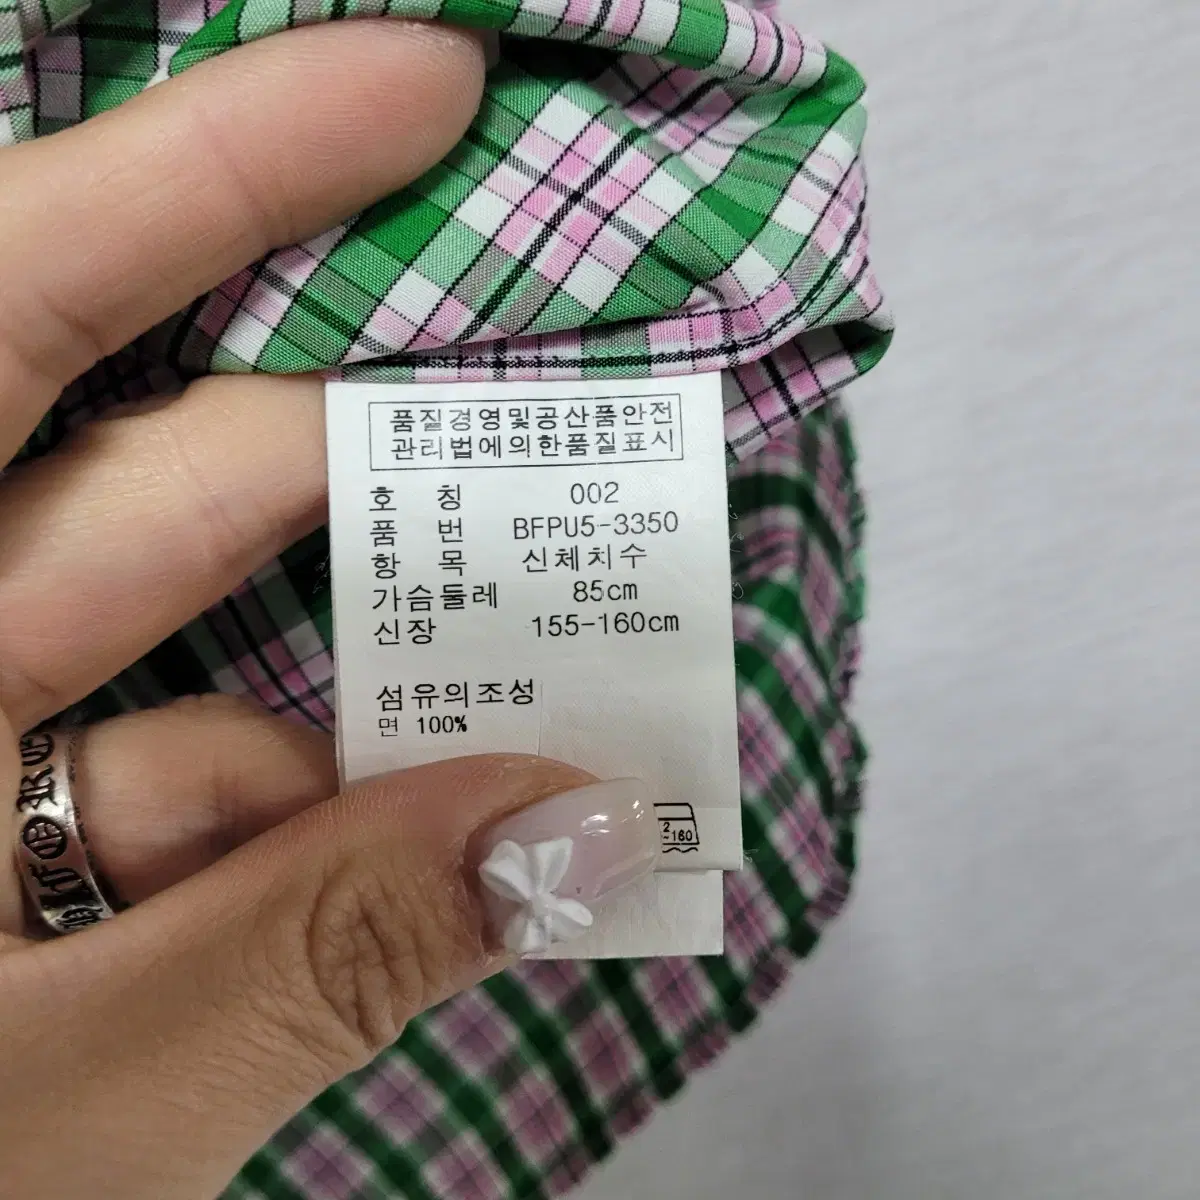 품질경영및공산품안전
관리법에의한품질표시
호 칭 002
품 번 BFPU5-3350
항 목 신체치수
가슴둘레 85cm
신장 155-160cm
섬유의조성
면 100%
2
~160